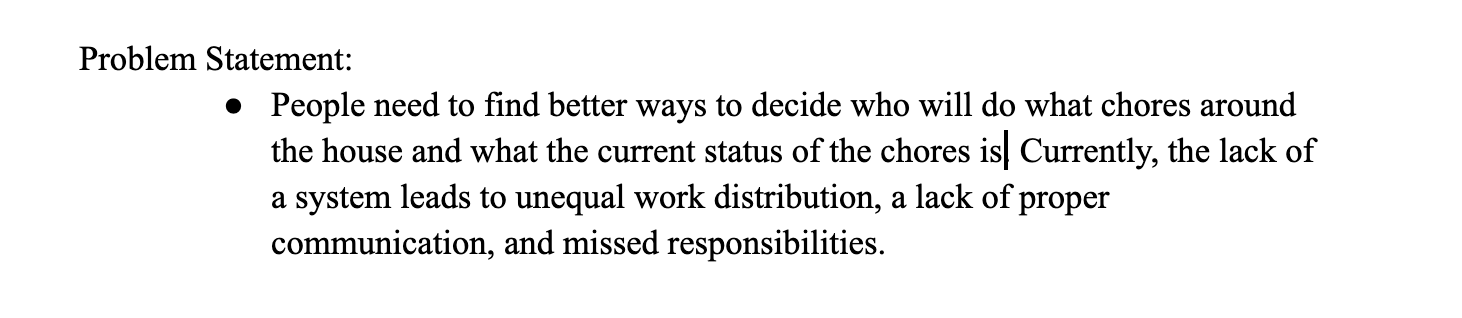 Problem Statement:
● People need to find better ways to decide who will do what chores around
the house and what the current status of the chores is. Currently, the lack of
a system leads to unequal work distribution, a lack of proper
communication, and missed responsibilities.